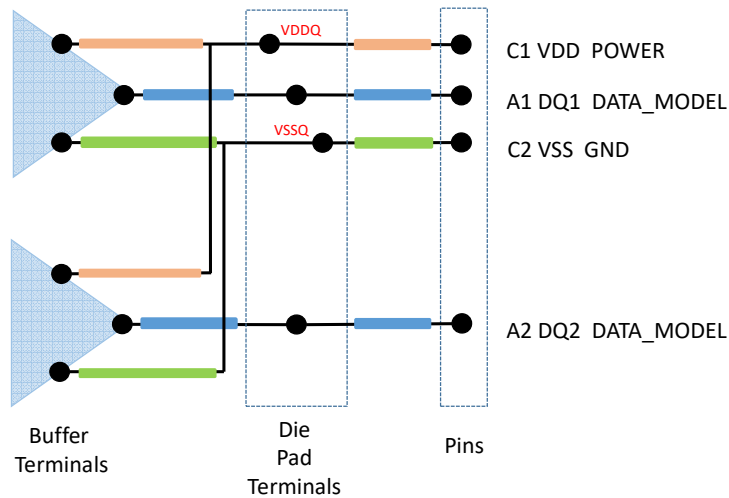 VDDQ
C1 VDD POWER
A1 DQ1 DATA_MODEL
VSSQ
C2 VSS GND
A2 DQ2 DATA_MODEL
Buffer
Terminals
Die
Pad
Terminals
Pins